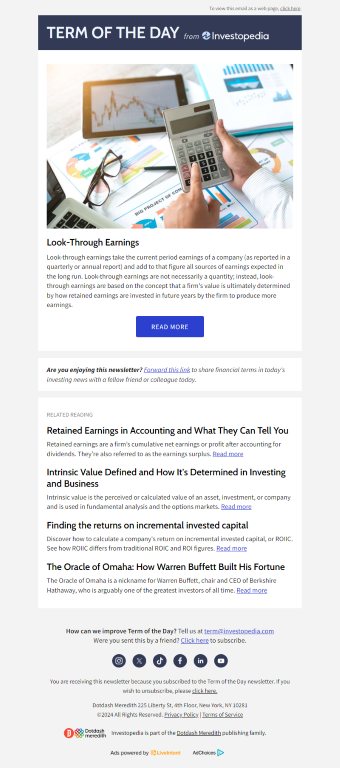 To view this email as a web page, click here.
TERM OF THE DAY from Investopedia
BIG PROJECT OF COM
Look-Through Earnings
Look-through earnings take the current period earnings of a company (as reported in a
quarterly or annual report) and add to that figure all sources of earnings expected in
the long run. Look-through earnings are not necessarily a quantity; instead, look-
through earnings are based on the concept that a firm's value is ultimately determined
by how retained earnings are invested in future years by the firm to produce more
earnings.
READ MORE
Are you enjoying this newsletter? Forward this link to share financial terms in today's
investing news with a fellow friend or colleague today.
RELATED READING
Retained Earnings in Accounting and What They Can Tell You
Retained earnings are a firm's cumulative net earnings or profit after accounting for
dividends. They're also referred to as the earnings surplus. Read more
Intrinsic Value Defined and How It's Determined in Investing
and Business
Intrinsic value is the perceived or calculated value of an asset, investment, or company
and is used in fundamental analysis and the options markets. Read more
Finding the returns on incremental invested capital
Discover how to calculate a company's return on incremental invested capital, or ROIIC.
See how ROIIC differs from traditional ROIC and ROI figures. Read more
The Oracle of Omaha: How Warren Buffett Built His Fortune
The Oracle of Omaha is a nickname for Warren Buffett, chair and CEO of Berkshire
Hathaway, who is arguably one of the greatest investors of all time. Read more
How can we improve Term of the Day? Tell us at term@investopedia.com
Were you sent this by a friend? Click here to subscribe.
You are receiving this newsletter because you subscribed to the Term of the Day newsletter. If you
wish to unsubscribe, please click here.
Dotdash Meredith 225 Liberty St, 4th Floor, New York, NY 10281
©2024 All Rights Reserved. Privacy Policy | Terms of Service
Dotdash
meredith
Investopedia is part of the Dotdash Meredith publishing family.
Ads powered by LiveIntent AdChoices